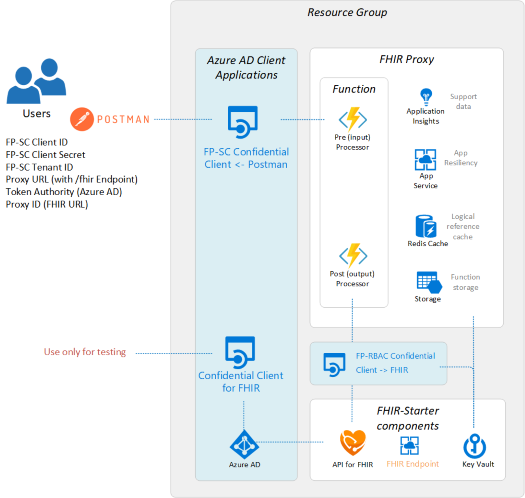 Resource Group
Users
POSTMAN
FP-SC Client ID
FP-SC Client Secret
FP-SC Tenant ID
Proxy URL (with /fhir Endpoint)
Token Authority (Azure AD)
Proxy ID (FHIR URL)
Use only for testing
Azure AD Client
Applications
FP-SC Confidential
Client <- Postman
Confidential Client
for FHIR
Azure AD
FHIR Proxy
Function
Pre (input)
Processor
Post (output)
Processor
Application
Insights
Support
data
App
Service
App
Resiliency
Redis Cache
Logical
reference
cache
Storage
Function
storage
FP-RBAC Confidential
Client -> FHIR
FHIR-Starter
components
API for FHIR
FHIR Endpoint
Key Vault